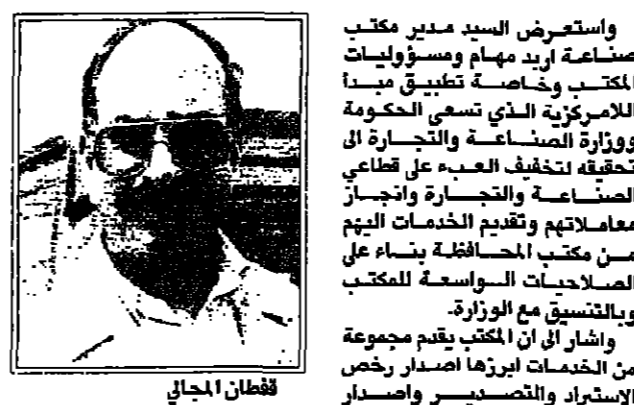 واستعرض السيد مدير مكتب
صناعة اربد مهام ومسؤوليات
المكتب وخاصة تطبيق مبدأ
اللامركزية الذي تسعى الحكومة
ووزارة الصناعة والتجارة الى
تحقيقه لتخفيف العبء على قطاعي
الصناعة والتجارة وانجاز
معاملاتهم وتقديم الخدمات اليهم
من مكتب المحافظة بناء على
الصلاحيات الواسعة للمكتب
وبالتنسيق مع الوزارة.
واشار الى ان المكتب يقدم مجموعة
من الخدمات ابرزها اصدار رخص
الاستيراد والتصدير واصدار
قفطان المجالي